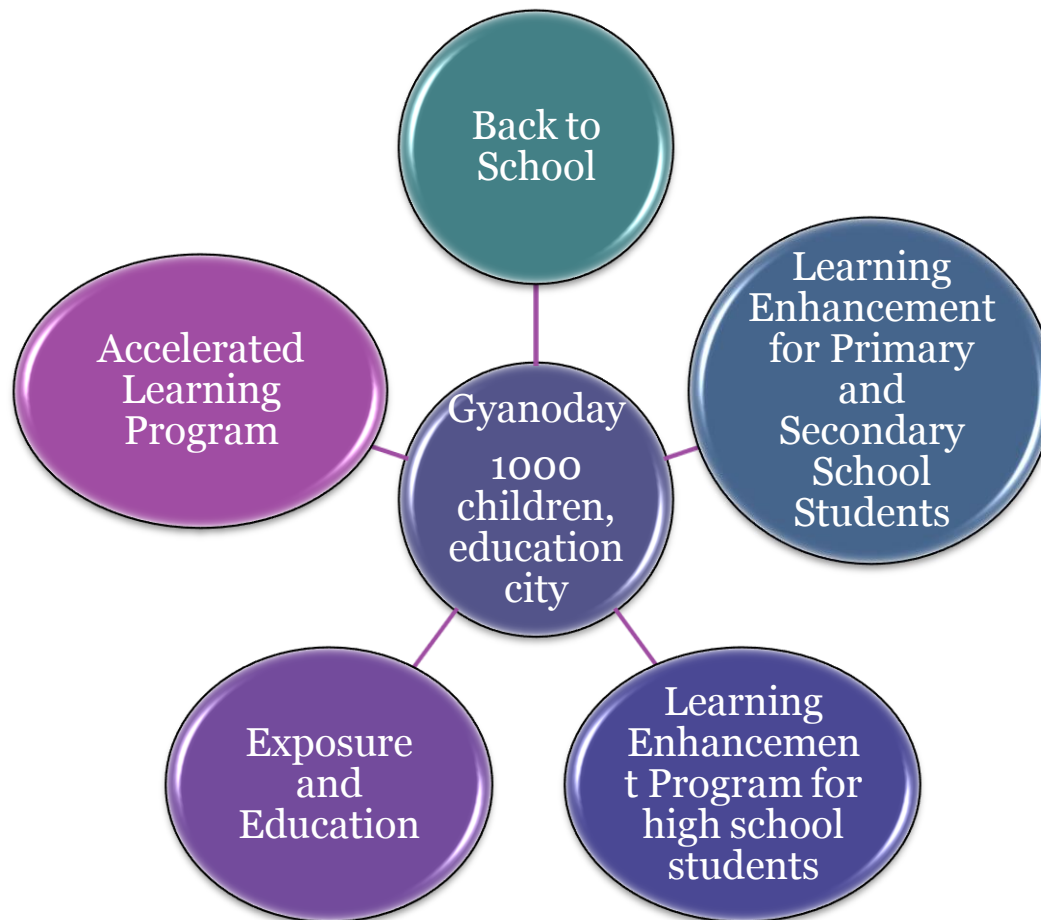 Back to
School
Learning
Enhancement
for Primary
and
Secondary
School
Students
Accelerated
Learning
Program
Gyanoday
1000
children,
education
city
Exposure
and
Education
Learning
Enhancemen
t Program for
high school
students